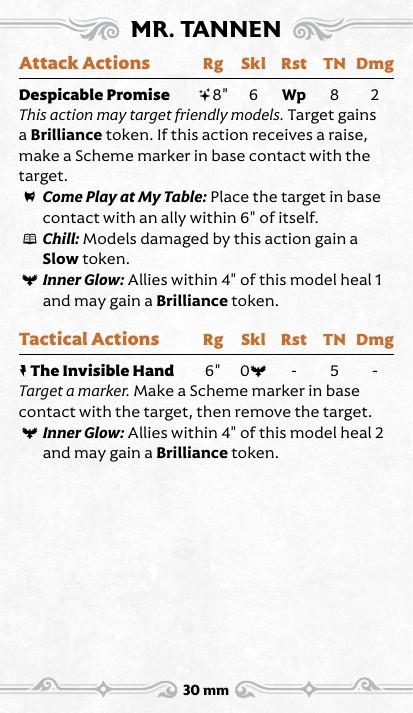 MR. TANNEN
Attack Actions Rg Skl Rst TN Dmg
Despicable Promise 8" 6 Wp 8 2
This action may target friendly models. Target gains
a Brilliance token. If this action receives a raise,
make a Scheme marker in base contact with the
target.
Come Play at My Table: Place the target in base
contact with an ally within 6" of itself.
Chill: Models damaged by this action gain a
Slow token.
Inner Glow: Allies within 4" of this model heal 1
and may gain a Brilliance token.
Tactical Actions Rg Skl Rst TN Dmg
The Invisible Hand 6" 0 - 5 -
Target a marker. Make a Scheme marker in base
contact with the target, then remove the target.
Inner Glow: Allies within 4" of this model heal 2
and may gain a Brilliance token.
30 mm